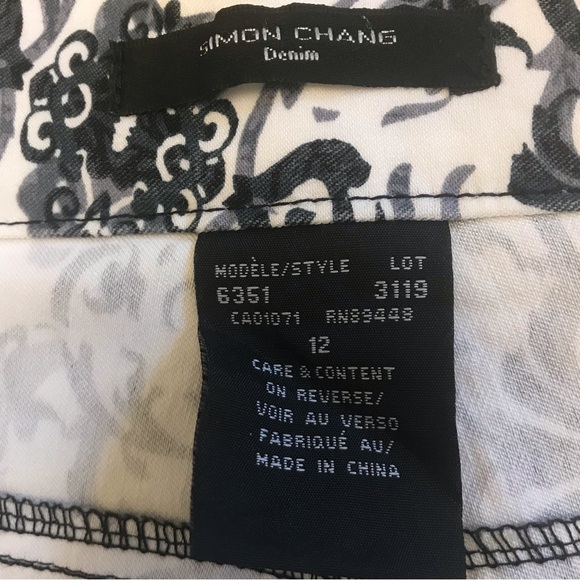 SIMON CHANG
Denim
MODÈLE/STYLE LOT
6351 3119
CA01071 RN89448
12
CARE & CONTENT
ON REVERSE/
VOIR AU VERSO
FABRIQUÉ AU/
MADE IN CHINA